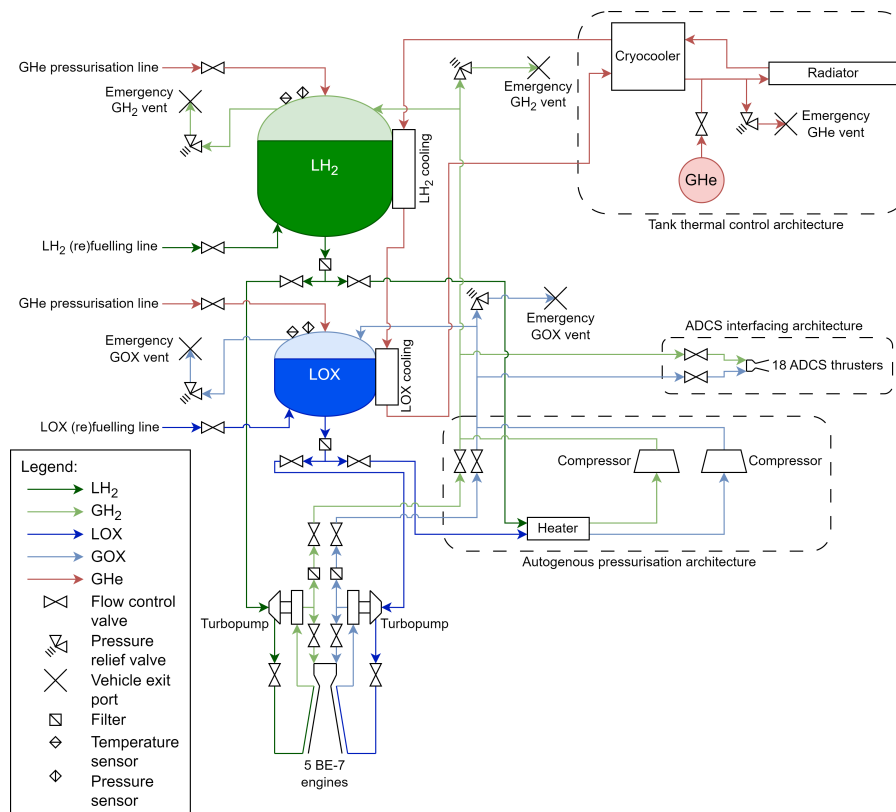 GHe pressurisation line
Emergency
GH₂ vent
LH₂
LH₂ cooling
LH₂ (re)fuelling line
Emergency
GH₂ vent
Cryocooler
Radiator
Emergency
GHe vent
GHe
Tank thermal control architecture
GHe pressurisation line
Emergency
GOX vent
LOX
LOX cooling
LOX (re)fuelling line
Emergency
GOX vent
ADCS interfacing architecture
18 ADCS thrusters
Compressor
Compressor
Heater
Autogenous pressurisation architecture
Turbopump
Turbopump
5 BE-7
engines
Legend:
LH₂
GH₂
LOX
GOX
GHe
Flow control
valve
Pressure
relief valve
Vehicle exit
port
Filter
Temperature
sensor
Pressure
sensor